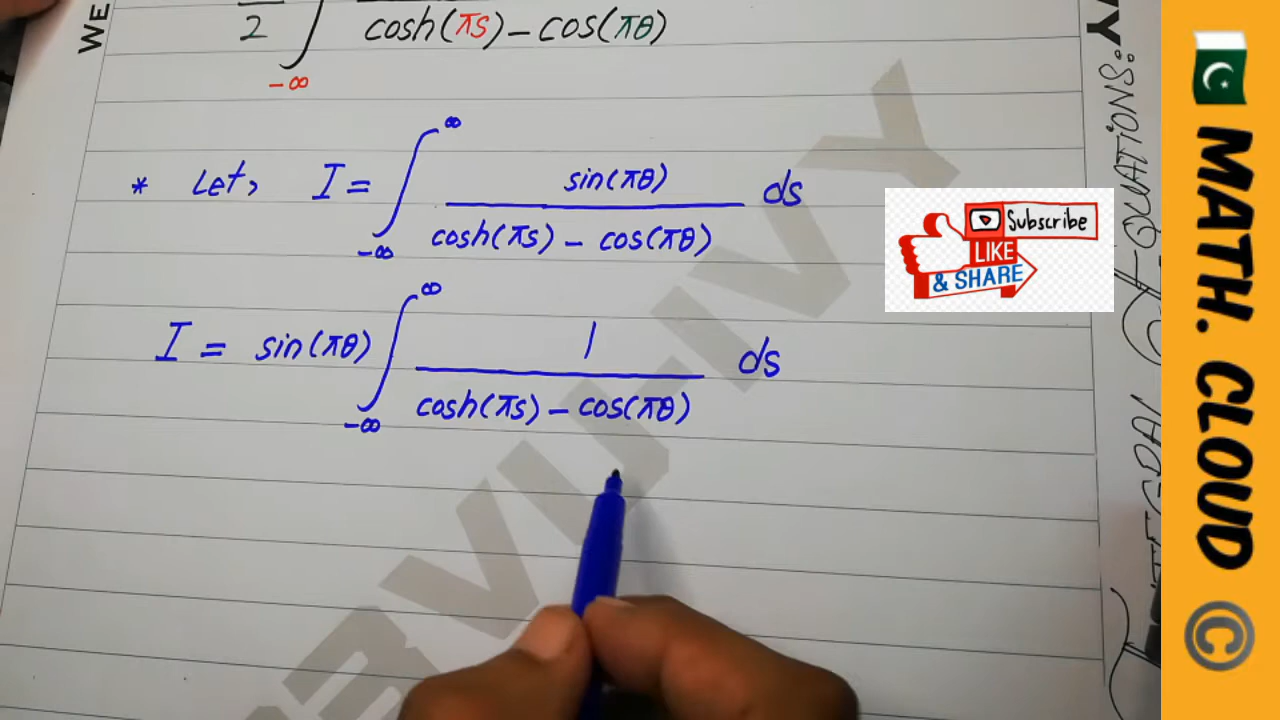 2 ∫ cosh(πs) – cos(πθ)
-∞
* Let, I = ∫_{-∞}^{∞} sin(πθ) / (cosh(πs) – cos(πθ)) ds
I = sin(πθ) ∫_{-∞}^{∞} 1 / (cosh(πs) – cos(πθ)) ds
Subscribe
LIKE
& SHARE
WE
MATH. CLOUD ©